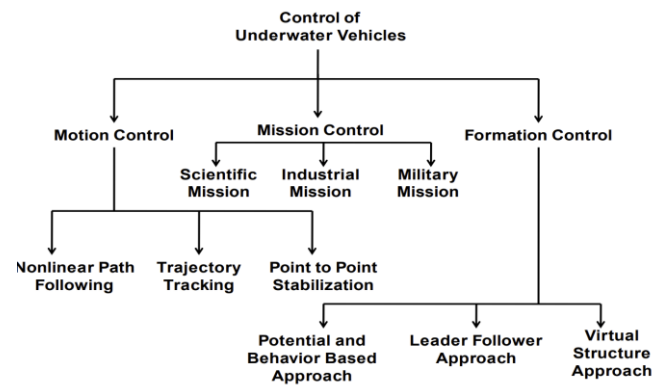 Control of
Underwater Vehicles
Motion Control
Mission Control
Formation Control
Scientific
Mission
Industrial
Mission
Military
Mission
Nonlinear Path
Following
Trajectory
Tracking
Point to Point
Stabilization
Potential and
Behavior Based
Approach
Leader Follower
Approach
Virtual
Structure
Approach